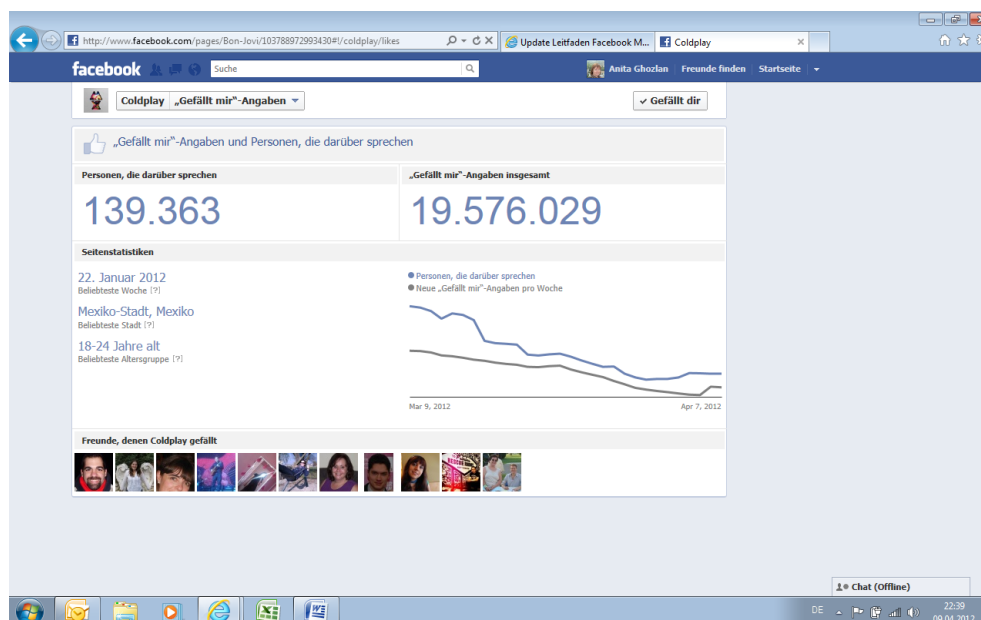 http://www.facebook.com/pages/Bon-Jovi/103788972993430#!/coldplay/likes
Update Leitfaden Facebook M...
Coldplay
facebook
Suche
Anita Ghozlan
Freunde finden
Startseite
Coldplay
„Gefällt mir“-Angaben
Gefällt dir
„Gefällt mir“-Angaben und Personen, die darüber sprechen
Personen, die darüber sprechen
„Gefällt mir“-Angaben insgesamt
139.363
19.576.029
Seitenstatistiken
22. Januar 2012
Beliebteste Woche [?]
Mexiko-Stadt, Mexiko
Beliebteste Stadt [?]
18-24 Jahre alt
Beliebteste Altersgruppe [?]
Personen, die darüber sprechen
Neue „Gefällt mir“-Angaben pro Woche
Mar 9, 2012
Apr 7, 2012
Freunde, denen Coldplay gefällt
Chat (Offline)
DE
22:39
09.04.2012